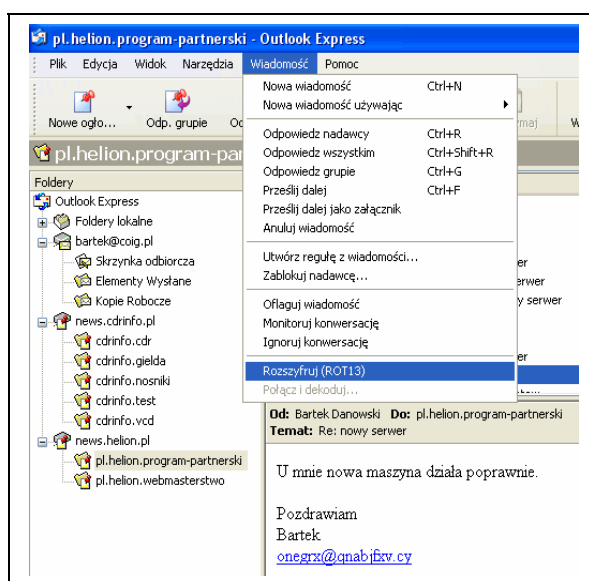 pl.helion.program-partnerski - Outlook Express
Plik Edycja Widok Narzędzia Wiadomość Pomoc
Nowe ogło... Odp. grupie
pl.helion.program-par
Foldery
Outlook Express
Foldery lokalne
bartek@coig.pl
Skrzynka odbiorcza
Elementy Wysłane
Kopie Robocze
news.cdrinfo.pl
cdrinfo.cdr
cdrinfo.gielda
cdrinfo.nosniki
cdrinfo.test
cdrinfo.vcd
news.helion.pl
pl.helion.program-partnerski
pl.helion.webmasterstwo
Nowa wiadomość Ctrl+N
Nowa wiadomość używając
Odpowiedz nadawcy Ctrl+R
Odpowiedz wszystkim Ctrl+Shift+R
Odpowiedz grupie Ctrl+G
Prześlij dalej Ctrl+F
Prześlij dalej jako załącznik
Anuluj wiadomość
Utwórz regułę z wiadomości...
Zablokuj nadawcę...
Oflaguj wiadomość
Monitoruj konwersację
Ignoruj konwersację
Rozszyfruj (ROT13)
Połącz i dekoduj...
Od: Bartek Danowski Do: pl.helion.program-partnerski
Temat: Re: nowy serwer
U mnie nowa maszyna działa poprawnie.
Pozdrawiam
Bartek
onegrx@qnabjfxv.cy